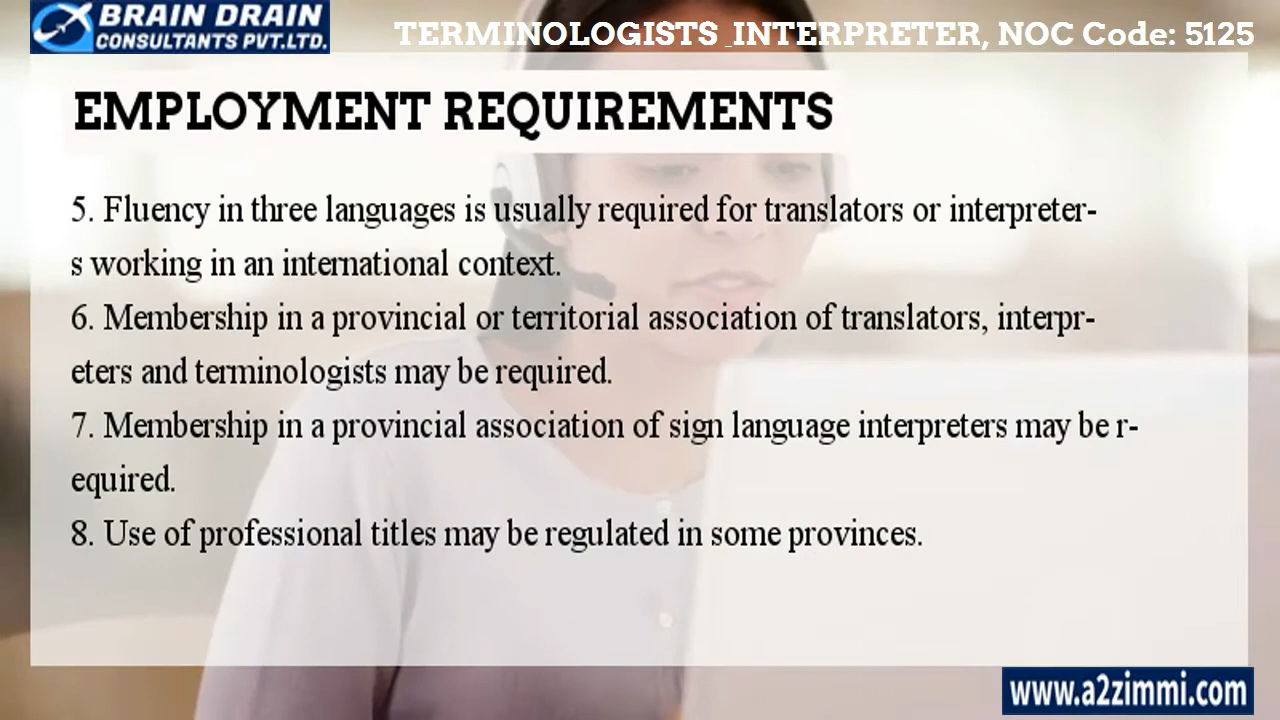 BRAIN DRAIN
CONSULTANTS PVT.LTD.
TERMINOLOGISTS _INTERPRETER, NOC Code: 5125
EMPLOYMENT REQUIREMENTS
5. Fluency in three languages is usually required for translators or interpreter-
s working in an international context.
6. Membership in a provincial or territorial association of translators, interpr-
eters and terminologists may be required.
7. Membership in a provincial association of sign language interpreters may be r-
equired.
8. Use of professional titles may be regulated in some provinces.
www.a2zimmi.com